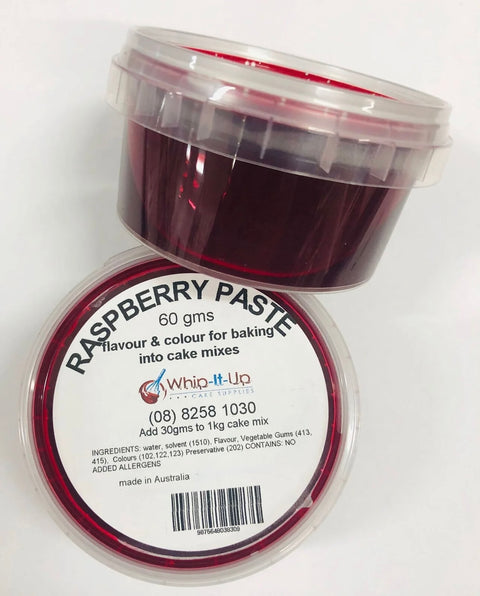 RASPBERRY PASTE
60 gms
flavour & colour for baking
into cake mixes
Whip-It-Up
CAKE SUPPLIES
(08) 8258 1030
Add 30gms to 1kg cake mix
INGREDIENTS: water, solvent (1510), Flavour, Vegetable Gums (413,
415), Colours (102,122,123) Preservative (202) CONTAINS: NO
ADDED ALLERGENS
made in Australia
9875648036309